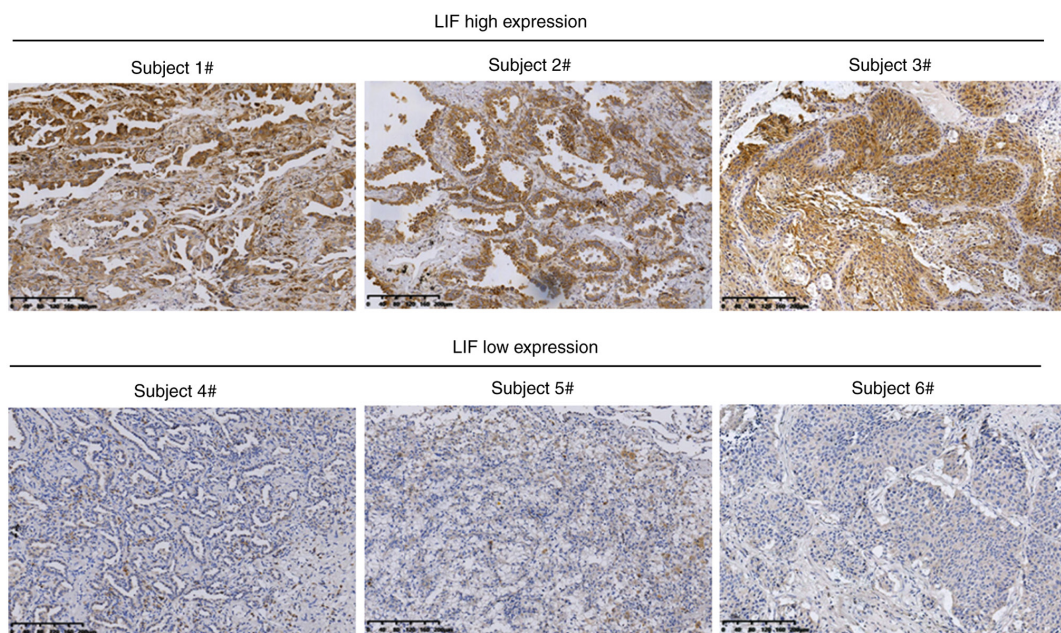 LIF high expression
Subject 1#
Subject 2#
Subject 3#
LIF low expression
Subject 4#
Subject 5#
Subject 6#